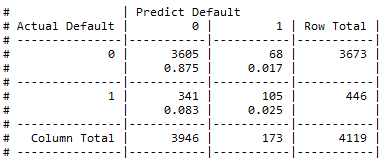 #                | Predict Default
# Actual Default |         0 |         1 | Row Total |
# ---------------|-----------|-----------|-----------|
#              0 |      3605 |        68 |      3673 |
#                |     0.875 |     0.017 |           |
# ---------------|-----------|-----------|-----------|
#              1 |       341 |       105 |       446 |
#                |     0.083 |     0.025 |           |
# ---------------|-----------|-----------|-----------|
#   Column Total |      3946 |       173 |      4119 |
# ---------------|-----------|-----------|-----------|